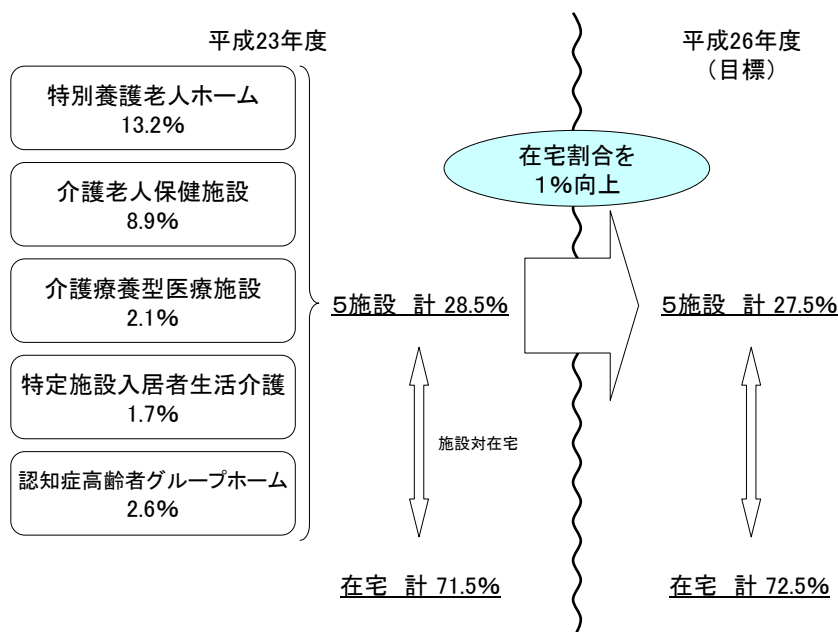 平成23年度
特別養護老人ホーム
13.2%
介護老人保健施設
8.9%
介護療養型医療施設
2.1%
特定施設入居者生活介護
1.7%
認知症高齢者グループホーム
2.6%
5施設 計 28.5%
施設対在宅
在宅 計 71.5%
在宅割合を
1%向上
平成26年度
(目標)
5施設 計 27.5%
在宅 計 72.5%